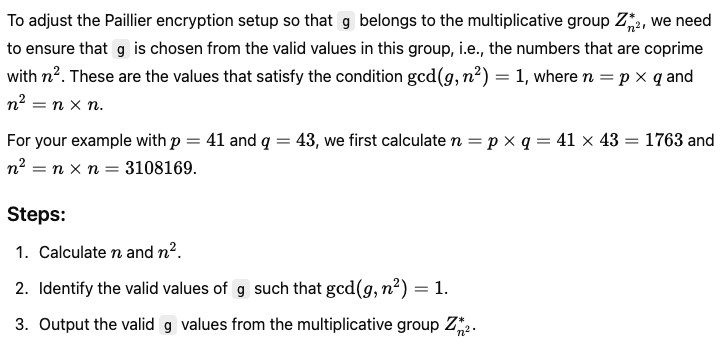 To adjust the Paillier encryption setup so that g belongs to the multiplicative group $Z^*_{n^2}$, we need
to ensure that g is chosen from the valid values in this group, i.e., the numbers that are coprime
with $n^2$. These are the values that satisfy the condition $\gcd(g, n^2) = 1$, where $n = p \times q$ and
$n^2 = n \times n$.
For your example with $p = 41$ and $q = 43$, we first calculate $n = p \times q = 41 \times 43 = 1763$ and
$n^2 = n \times n = 3108169$.
Steps:
1. Calculate $n$ and $n^2$.
2. Identify the valid values of g such that $\gcd(g, n^2) = 1$.
3. Output the valid g values from the multiplicative group $Z^*_{n^2}$.